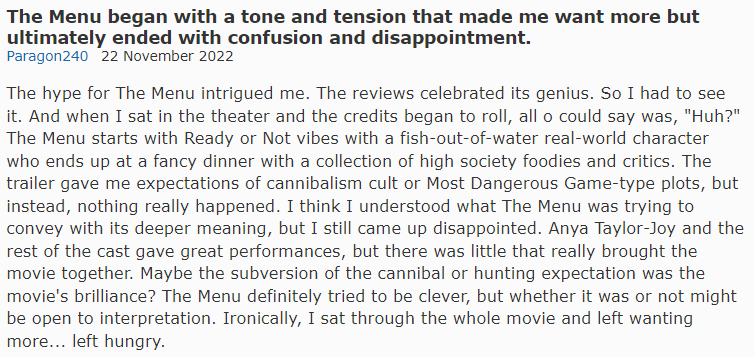 The Menu began with a tone and tension that made me want more but
ultimately ended with confusion and disappointment.
Paragon240 22 November 2022
The hype for The Menu intrigued me. The reviews celebrated its genius. So I had to see
it. And when I sat in the theater and the credits began to roll, all o could say was, "Huh?"
The Menu starts with Ready or Not vibes with a fish-out-of-water real-world character
who ends up at a fancy dinner with a collection of high society foodies and critics. The
trailer gave me expectations of cannibalism cult or Most Dangerous Game-type plots, but
instead, nothing really happened. I think I understood what The Menu was trying to
convey with its deeper meaning, but I still came up disappointed. Anya Taylor-Joy and the
rest of the cast gave great performances, but there was little that really brought the
movie together. Maybe the subversion of the cannibal or hunting expectation was the
movie's brilliance? The Menu definitely tried to be clever, but whether it was or not might
be open to interpretation. Ironically, I sat through the whole movie and left wanting
more... left hungry.